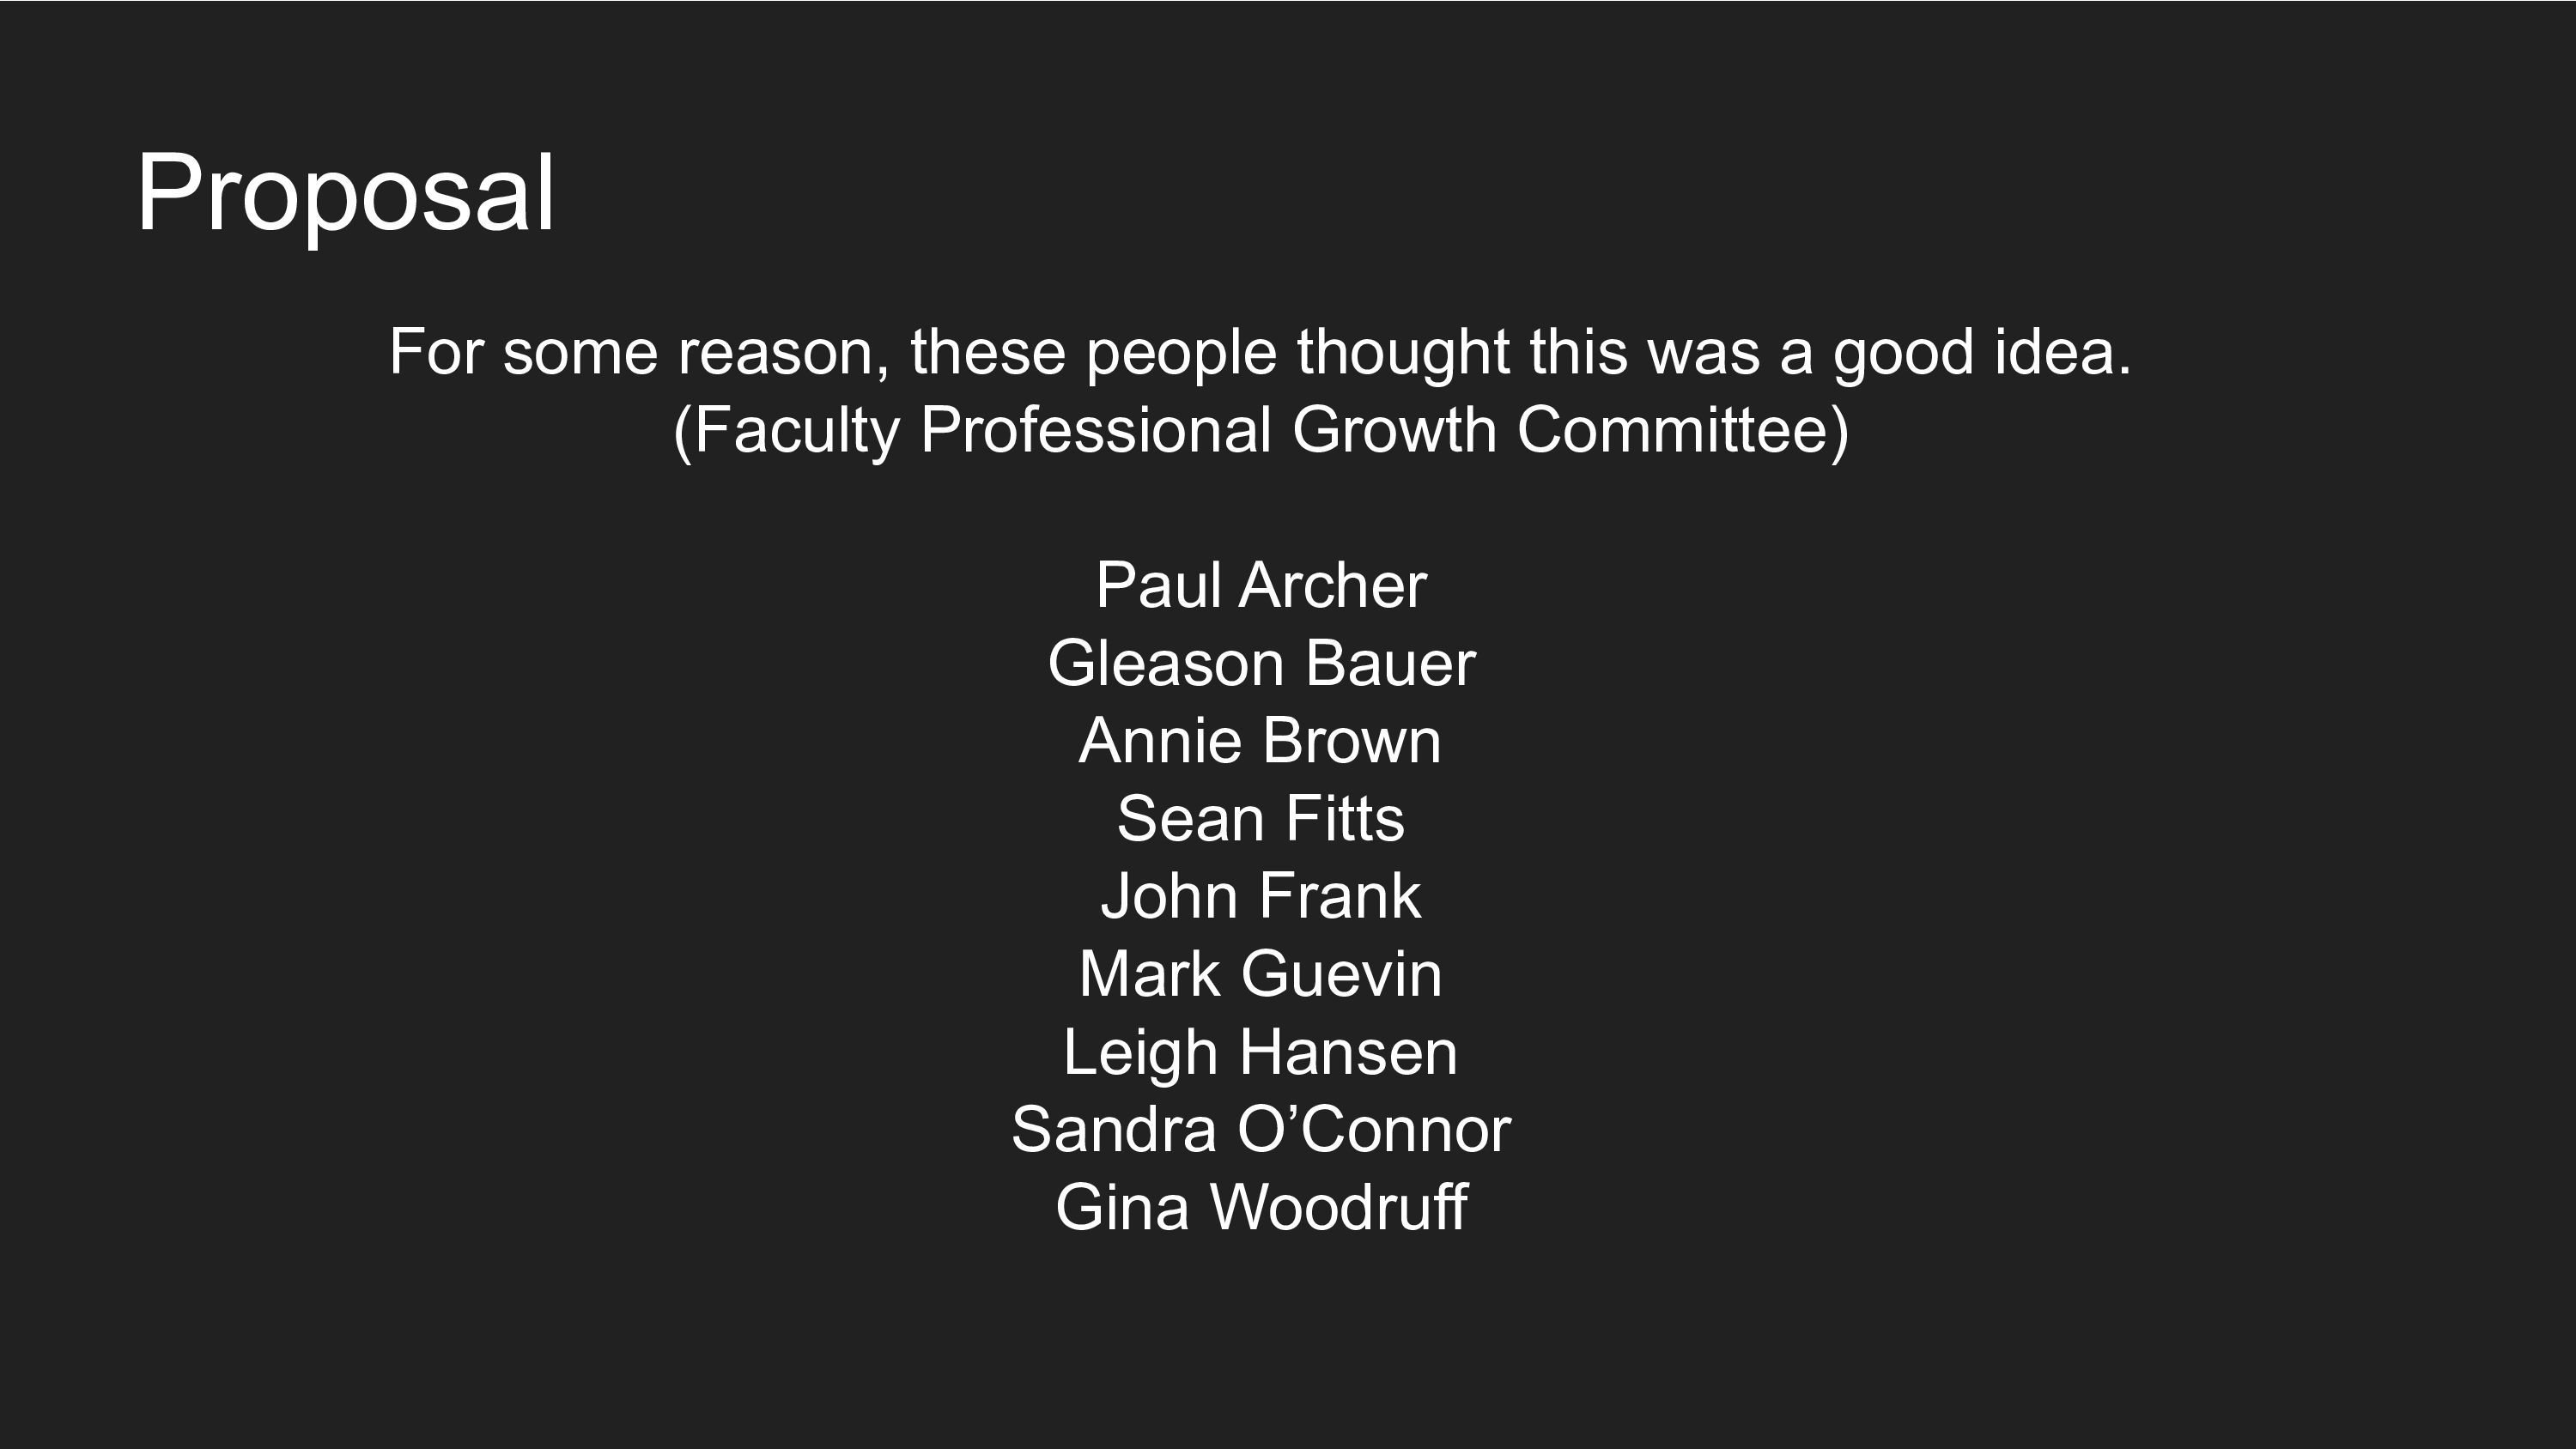 Proposal
For some reason, these people thought this was a good idea.
(Faculty Professional Growth Committee)
Paul Archer
Gleason Bauer
Annie Brown
Sean Fitts
John Frank
Mark Guevin
Leigh Hansen
Sandra O’Connor
Gina Woodruff